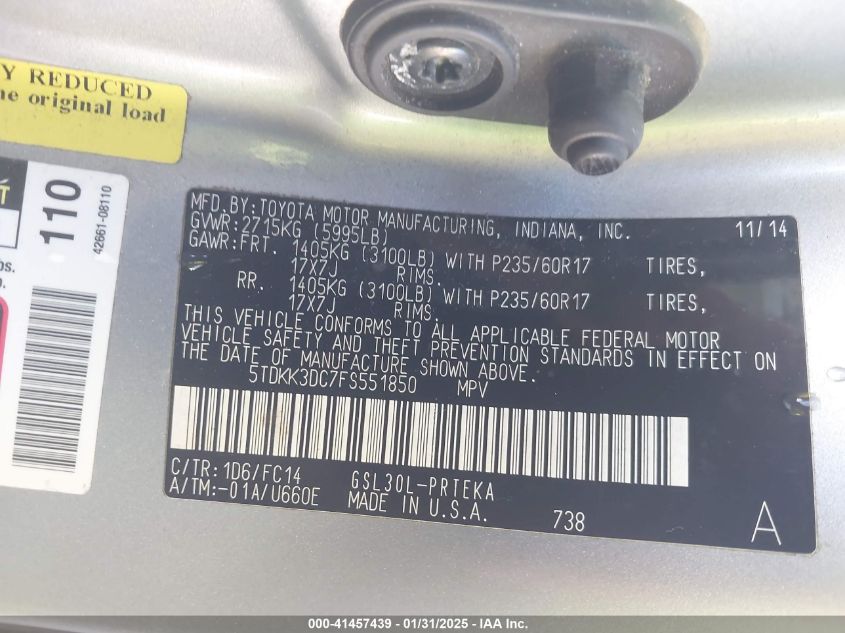 Y REDUCED
e original load
T
110
42861-08110
bs.
MFD.BY:TOYOTA MOTOR MANUFACTURING, INDIANA, INC. 11/14
GVWR:2715KG (5995LB)
GAWR:FRT. 1405KG (3100LB) WITH P235/60R17 TIRES,
17X7J RIMS.
RR. 1405KG (3100LB) WITH P235/60R17 TIRES,
17X7J RIMS.
THIS VEHICLE CONFORMS TO ALL APPLICABLE FEDERAL MOTOR
VEHICLE SAFETY AND THEFT PREVENTION STANDARDS IN EFFECT ON
THE DATE OF MANUFACTURE SHOWN ABOVE.
5TDKK3DC7FS551850 MPV
C/TR:1D6/FC14 GSL30L-PRTEKA
A/TM:-01A/U660E MADE IN U.S.A. 738 A
000-41457439 - 01/31/2025 - IAA Inc.